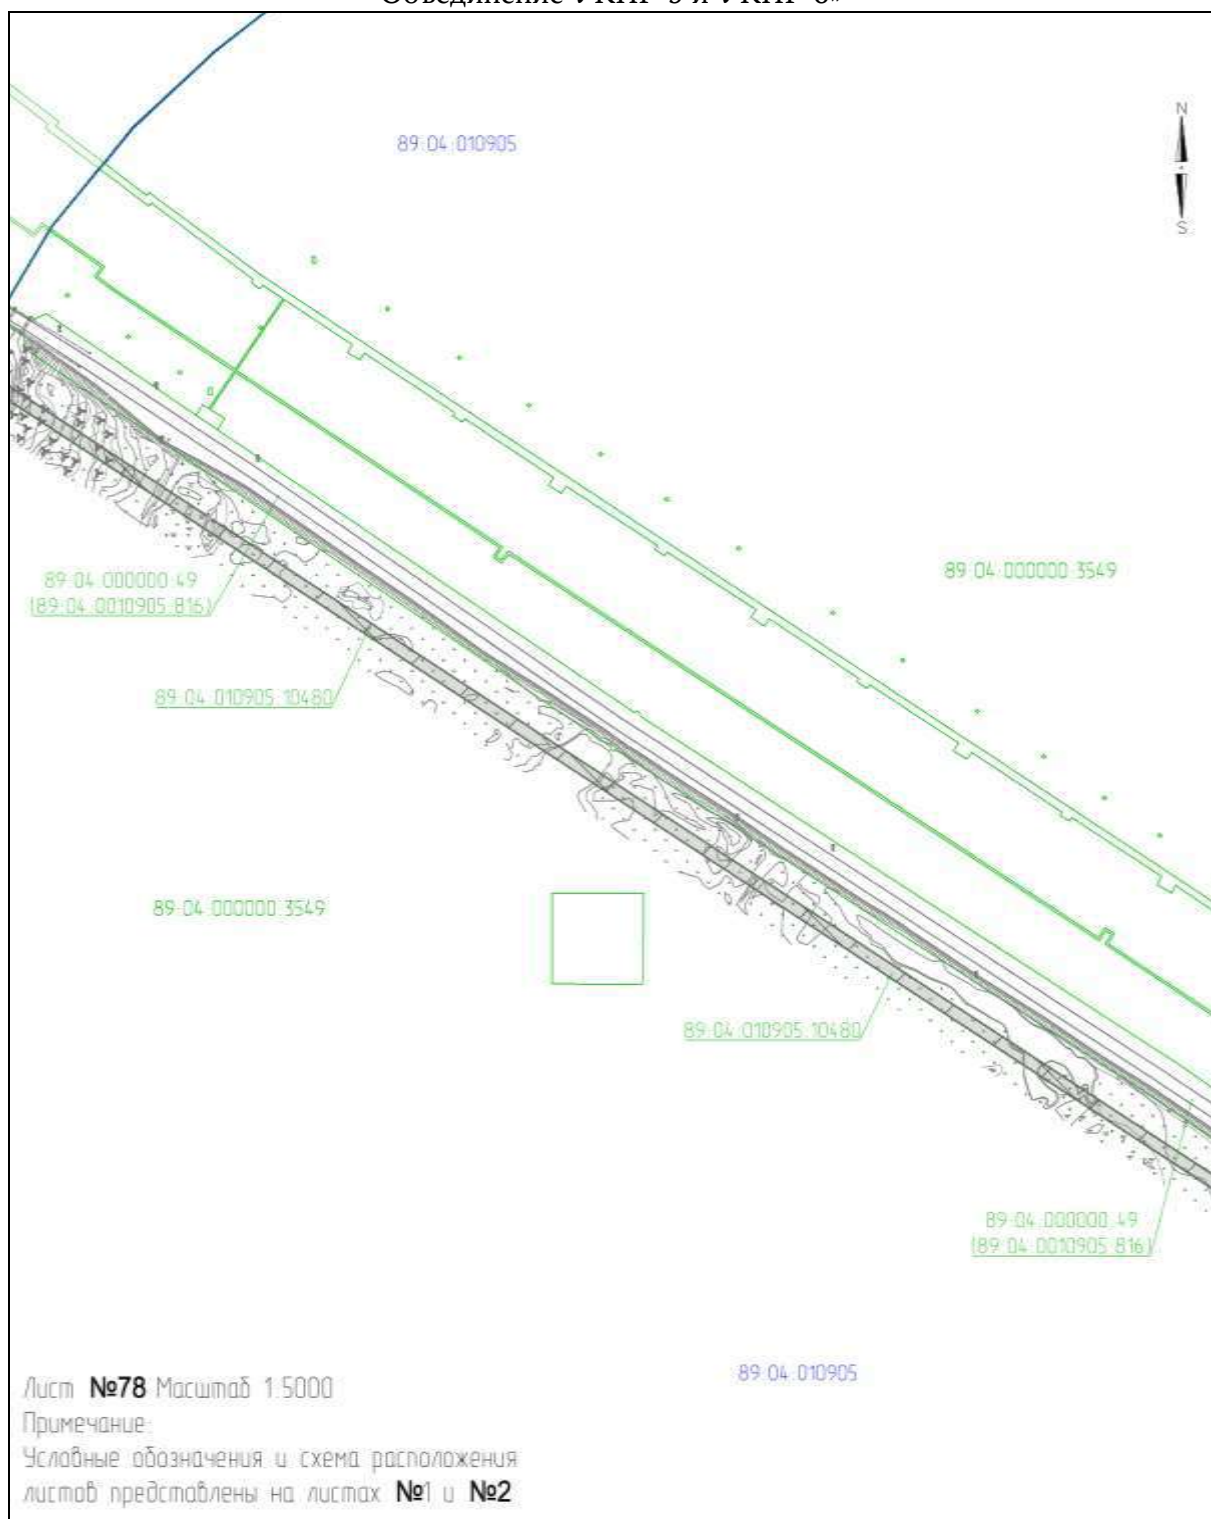 89:04:010905
N
S
89:04:000000:3549
89:04:000000:49
(89:04:0010905:816)
89:04:010905:10480
89:04:000000:3549
89:04:010905:10480
89:04:000000:49
(89:04:0010905:816)
89:04:010905
Лист №78 Масштаб 1:5000
Примечание:
Условные обозначения и схема расположения
листов представлены на листах №1 и №2